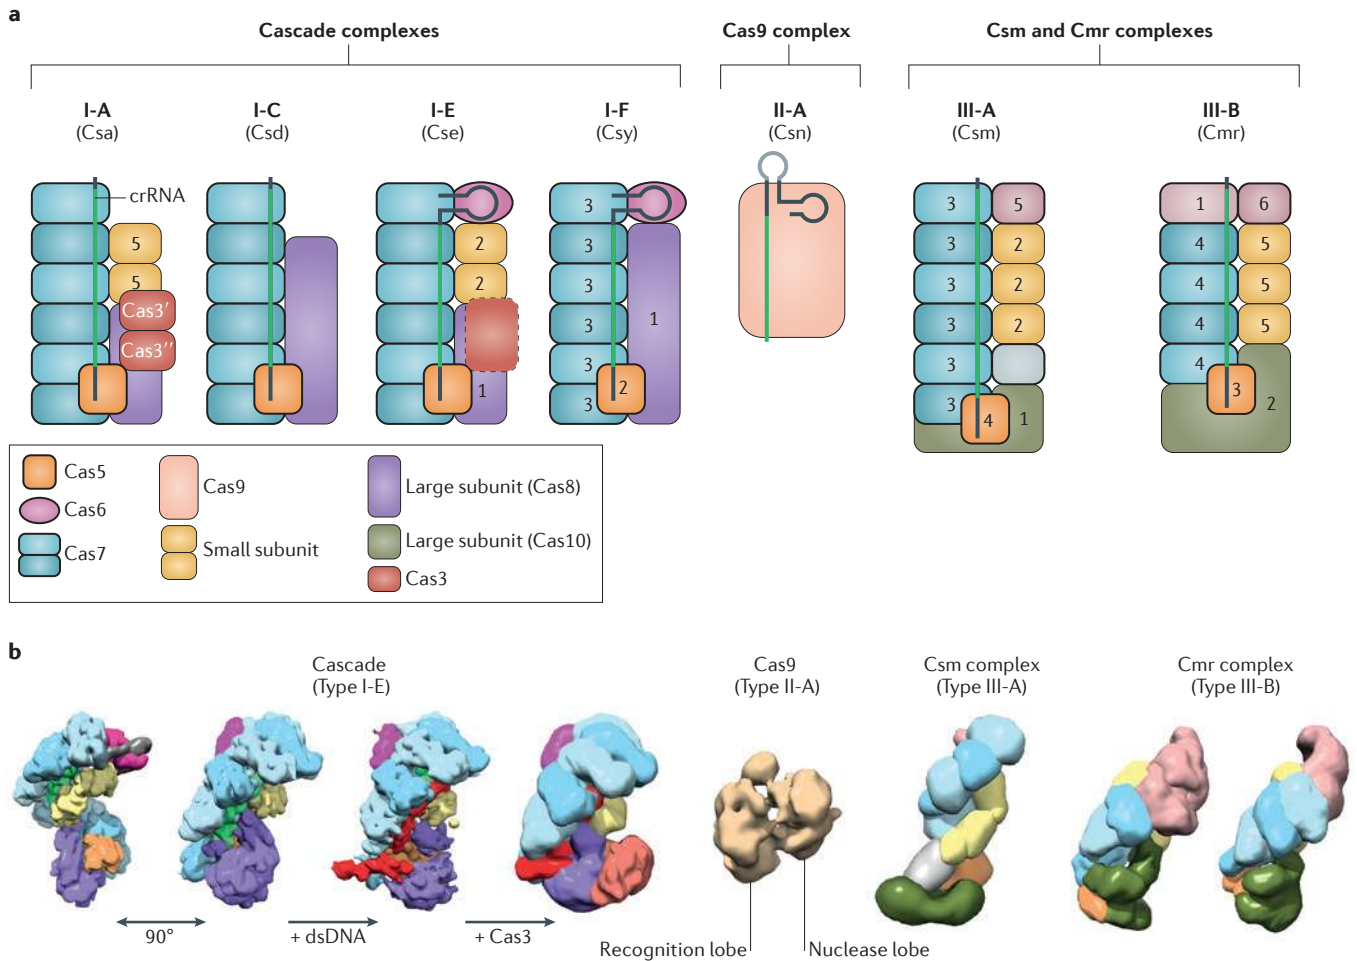 a
Cascade complexes
Cas9 complex
Csm and Cmr complexes
I-A
(Csa)
I-C
(Csd)
I-E
(Cse)
I-F
(Csy)
II-A
(Csn)
III-A
(Csm)
III-B
(Cmr)
crRNA
5
5
Cas3′
Cas3′′
2
2
1
3
3
3
3
3
3
1
2
3
3
3
3
3
3
5
2
2
2
4
1
1
4
4
4
4
6
5
5
5
3
2
Cas5
Cas6
Cas7
Cas9
Small subunit
Large subunit (Cas8)
Large subunit (Cas10)
Cas3
b
Cascade
(Type I-E)
Cas9
(Type II-A)
Csm complex
(Type III-A)
Cmr complex
(Type III-B)
90°
+ dsDNA
+ Cas3
Recognition lobe
Nuclease lobe